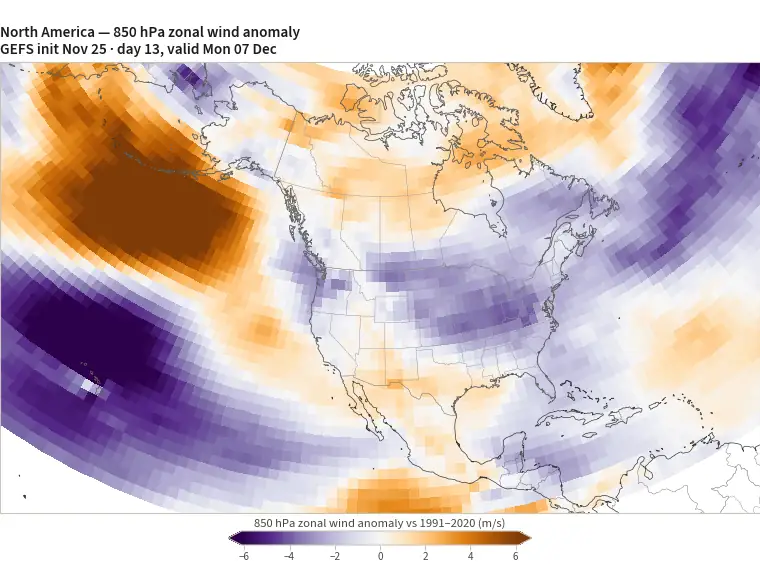 North America — 850 hPa zonal wind anomaly
GEFS init Nov 25 · day 13, valid Mon 07 Dec
850 hPa zonal wind anomaly vs 1991–2020 (m/s)
−6 −4 −2 0 2 4 6